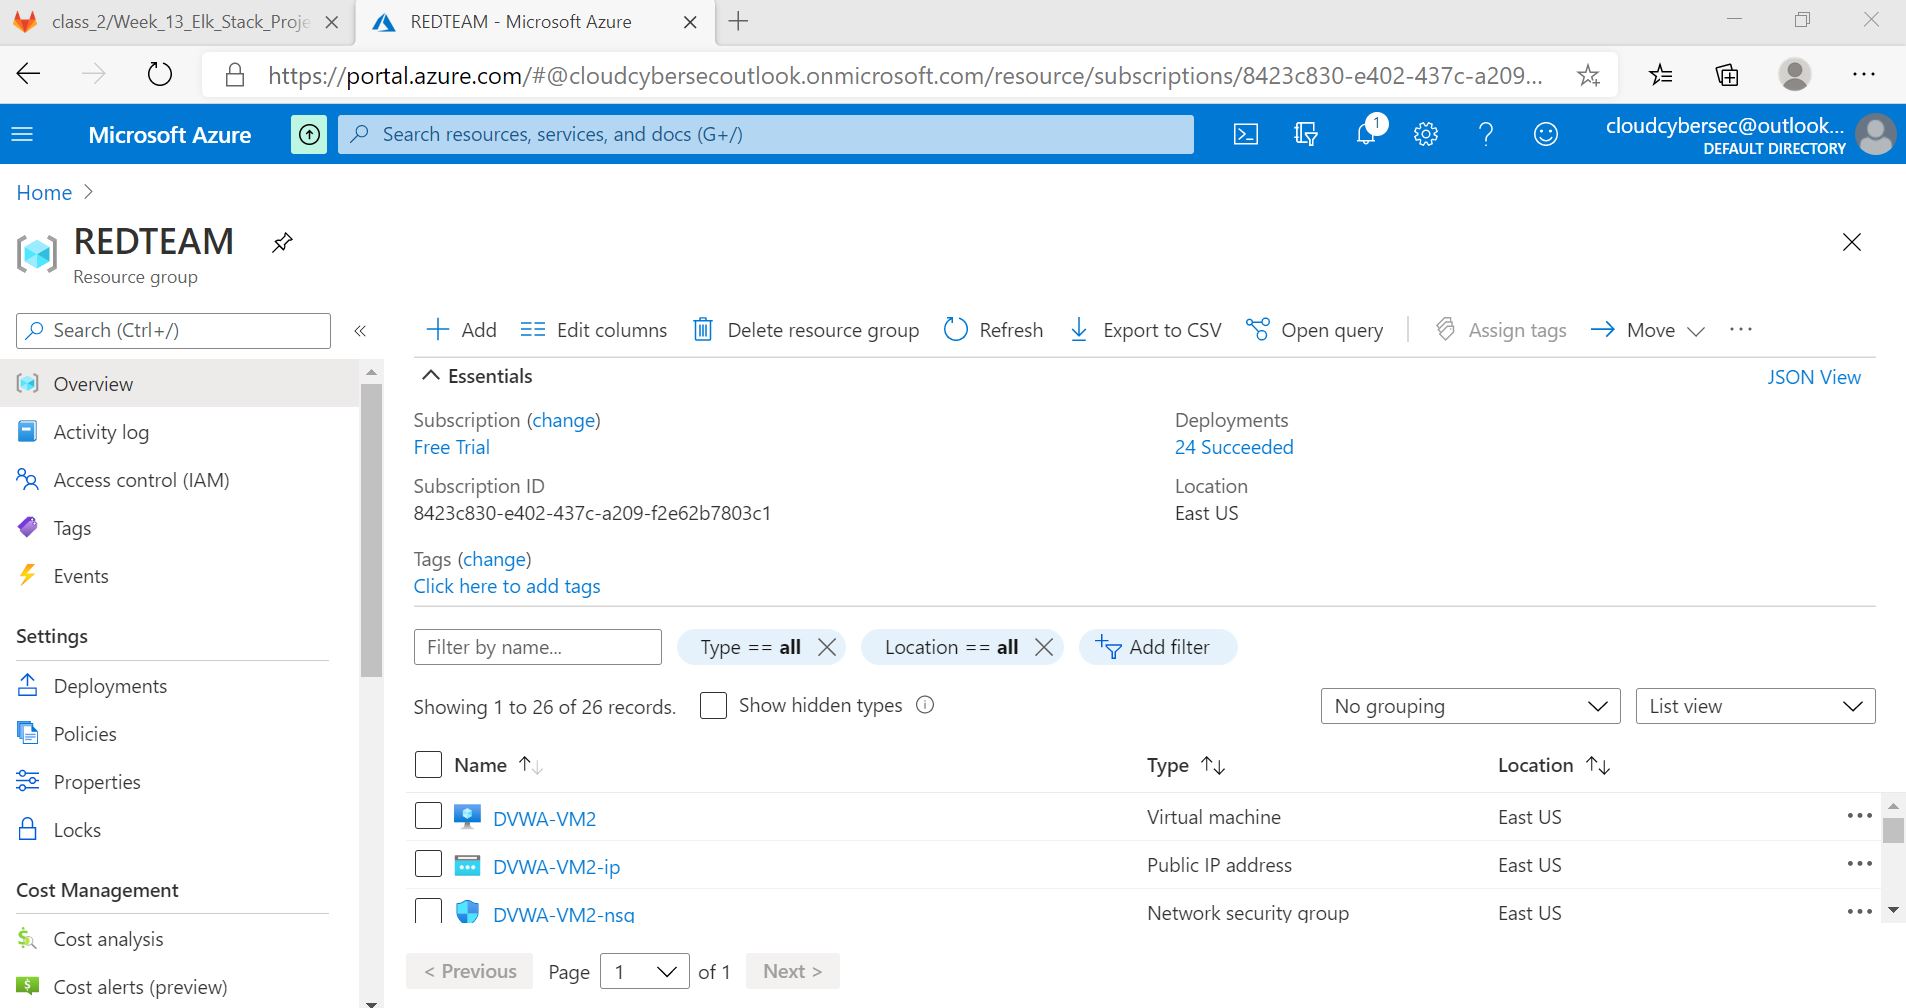 class_2/Week_13_Elk_Stack_Proje
REDTEAM - Microsoft Azure
https://portal.azure.com/#@cloudcybersecoutlook.onmicrosoft.com/resource/subscriptions/8423c830-e402-437c-a209...
Microsoft Azure
Search resources, services, and docs (G+/)
1
cloudcybersec@outlook...
DEFAULT DIRECTORY
Home
REDTEAM
Resource group
Search (Ctrl+/)
«
Overview
Activity log
Access control (IAM)
Tags
Events
Settings
Deployments
Policies
Properties
Locks
Cost Management
Cost analysis
Cost alerts (preview)
Add
Edit columns
Delete resource group
Refresh
Export to CSV
Open query
Assign tags
Move
Essentials
JSON View
Subscription (change)
Free Trial
Subscription ID
8423c830-e402-437c-a209-f2e62b7803c1
Tags (change)
Click here to add tags
Deployments
24 Succeeded
Location
East US
Filter by name...
Type == all
Location == all
Add filter
Showing 1 to 26 of 26 records.
Show hidden types
No grouping
List view
Name
Type
Location
DVWA-VM2 Virtual machine East US
DVWA-VM2-ip Public IP address East US
DVWA-VM2-nsg Network security group East US
< Previous
Page 1 of 1
Next >